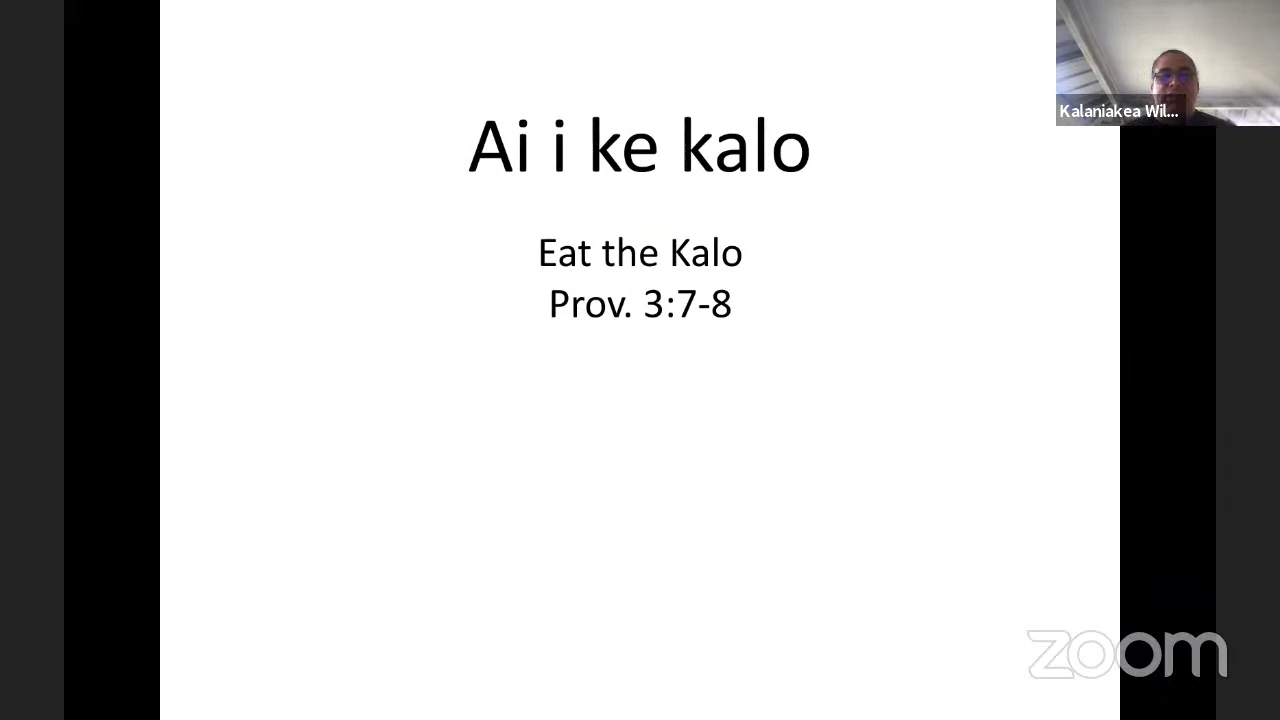 Ai i ke kalo
Eat the Kalo
Prov. 3:7-8
Kalaniakea Wil...
zoom